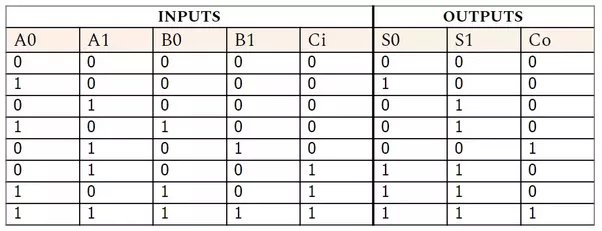 INPUTS OUTPUTS
A0 A1 B0 B1 Ci S0 S1 Co
0 0 0 0 0 0 0 0
1 0 0 0 0 1 0 0
0 1 0 0 0 0 1 0
1 0 1 0 0 0 1 0
0 1 0 1 0 0 0 1
0 1 0 0 1 1 1 0
1 0 1 0 1 1 1 0
1 1 1 1 1 1 1 1